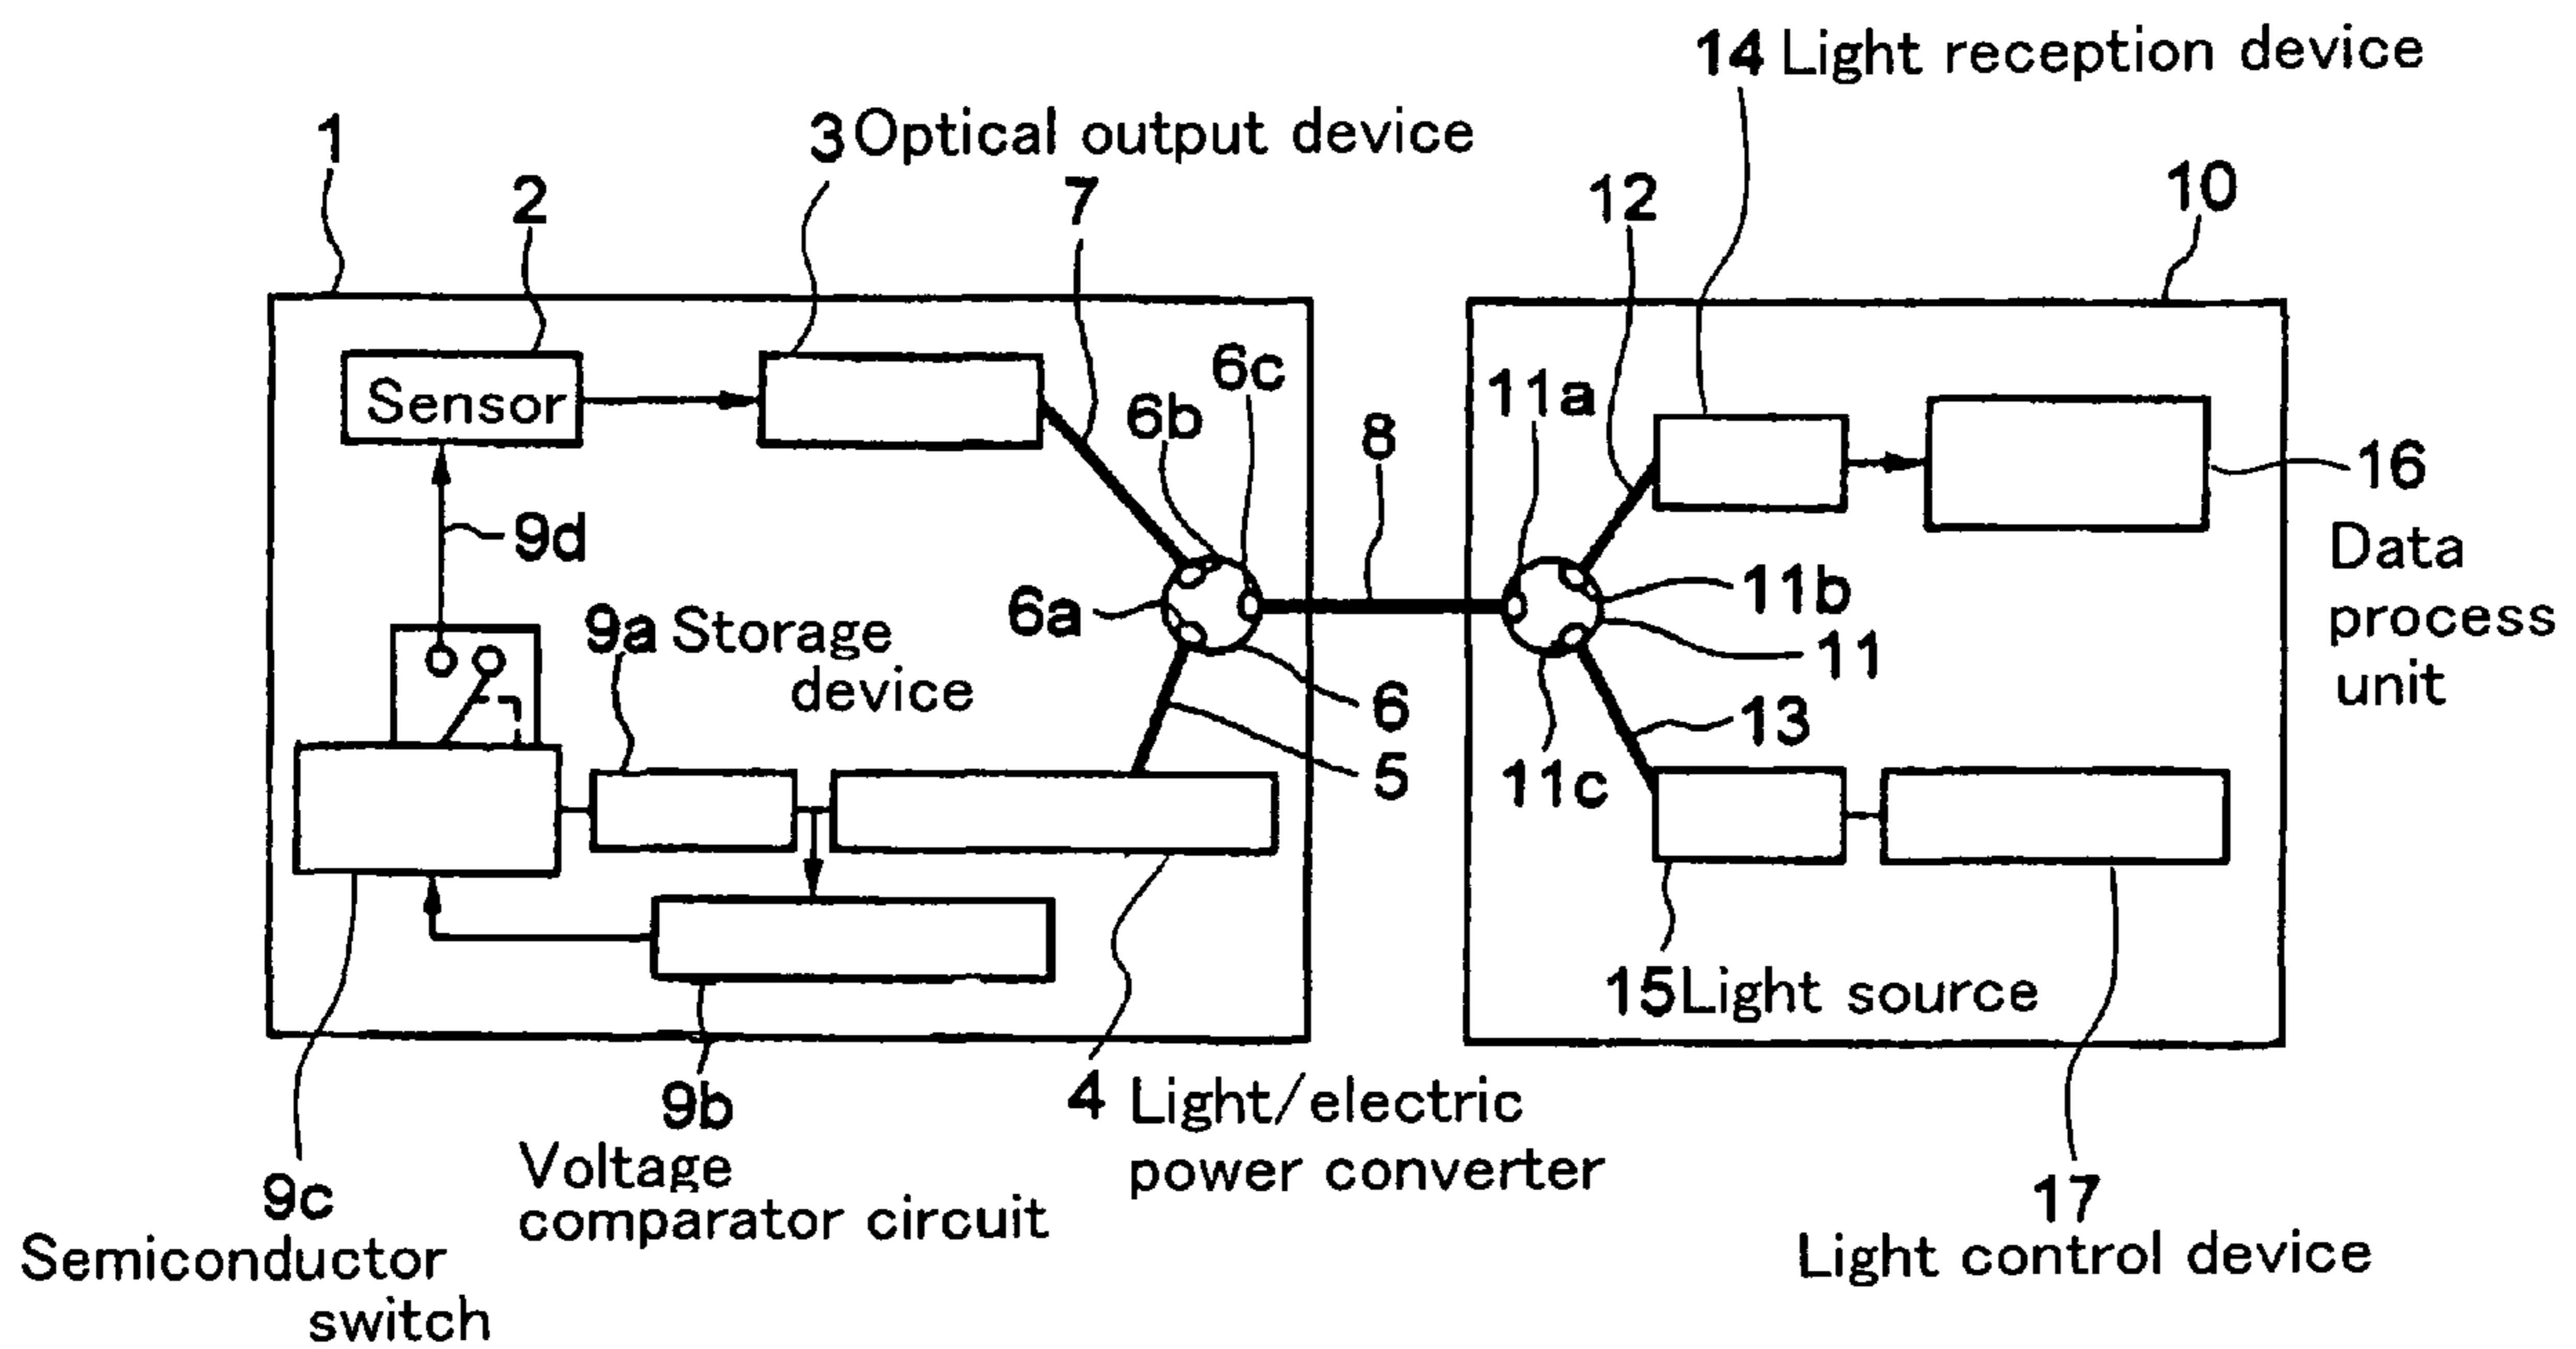 14 Light reception device
1
3 Optical output device
2
7
12
10
Sensor
6b
6c
11a
8
16
Data
process
unit
9d
6a
11b
9a Storage
device
11
6
13
5
11c
15 Light source
4 Light/electric
power converter
9b
Voltage
comparator circuit
9c
Semiconductor
switch
17
Light control device